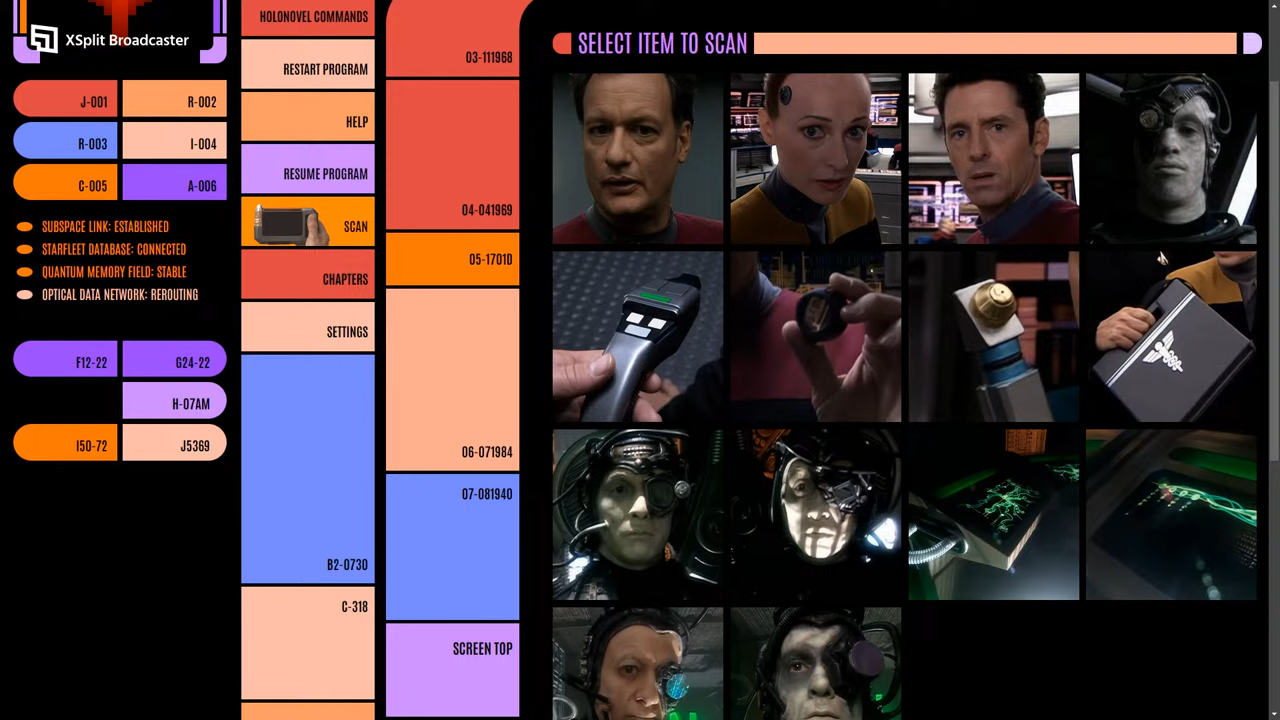 XSplit Broadcaster
J-001
R-002
R-003
I-004
C-005
A-006
SUBSPACE LINK: ESTABLISHED
STARFLEET DATABASE: CONNECTED
QUANTUM MEMORY FIELD: STABLE
OPTICAL DATA NETWORK: REROUTING
F12-22
G24-22
H-07AM
I50-72
J5369
HOLONOVEL COMMANDS
RESTART PROGRAM
HELP
RESUME PROGRAM
SCAN
CHAPTERS
SETTINGS
B2-0730
C-318
03-111968
04-041969
05-1701D
06-071984
07-081940
SCREEN TOP
SELECT ITEM TO SCAN